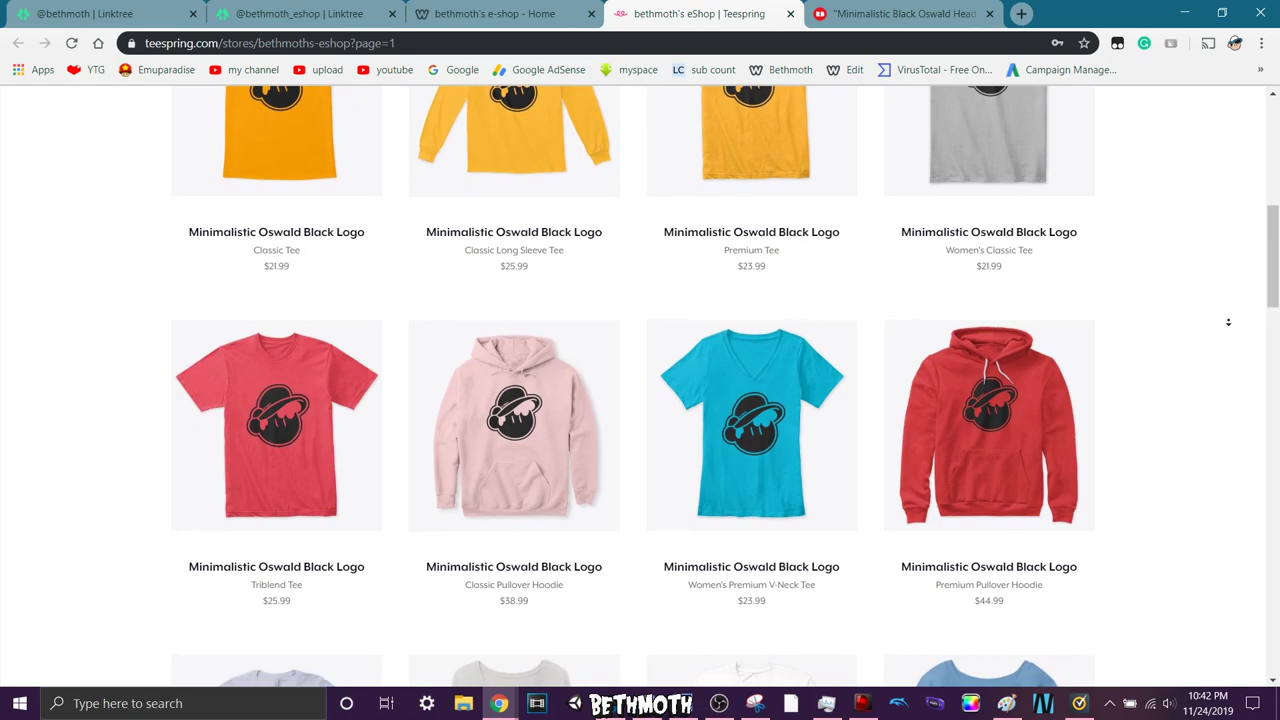 @bethmoth | Linktree
@bethmoth_eshop | Linktree
bethmoth's e-shop - Home
bethmoth's eShop | Teespring
"Minimalistic Black Oswald Head
teespring.com/stores/bethmoths-eshop?page=1
Apps
YTG
Emuparadise
my channel
upload
youtube
Google
Google AdSense
myspace
LC sub count
Bethmoth
Edit
VirusTotal - Free On...
Campaign Manage...
»
Minimalistic Oswald Black Logo
Classic Tee
$21.99
Minimalistic Oswald Black Logo
Classic Long Sleeve Tee
$25.99
Minimalistic Oswald Black Logo
Premium Tee
$23.99
Minimalistic Oswald Black Logo
Women's Classic Tee
$21.99
Minimalistic Oswald Black Logo
Triblend Tee
$25.99
Minimalistic Oswald Black Logo
Classic Pullover Hoodie
$38.99
Minimalistic Oswald Black Logo
Women's Premium V-Neck Tee
$23.99
Minimalistic Oswald Black Logo
Premium Pullover Hoodie
$44.99
Type here to search
BETHMOTH
10:42 PM
11/24/2019